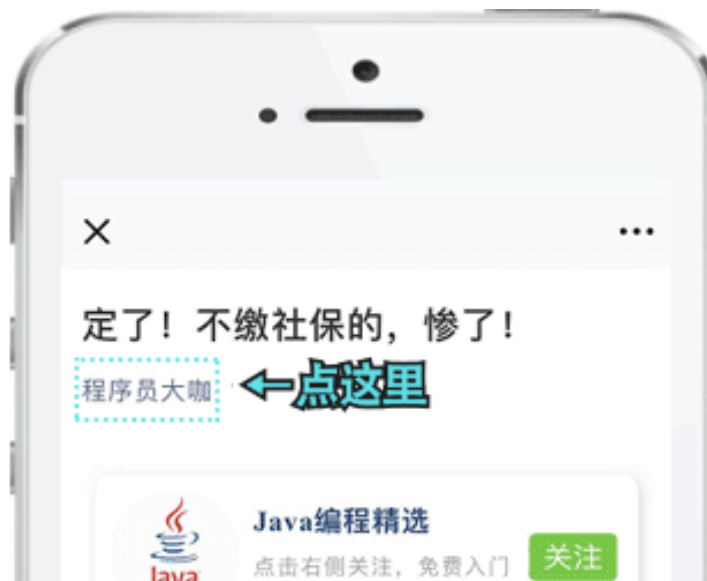 定了！不缴社保的，惨了！
程序员大咖
点这里
Java编程精选
点击右侧关注，免费入门
关注
Java